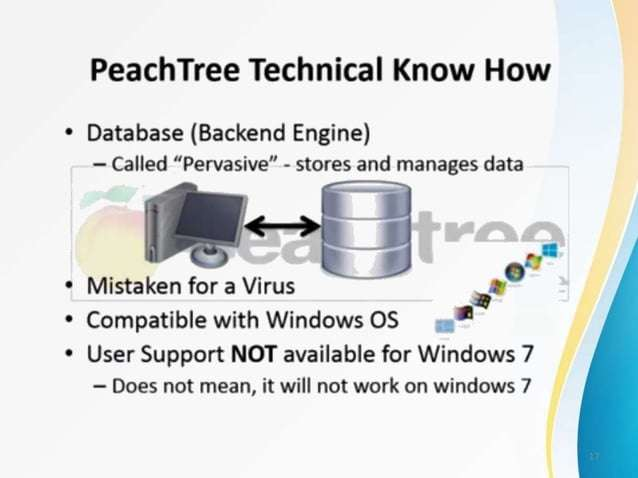 PeachTree Technical Know How
• Database (Backend Engine)
– Called “Pervasive” - stores and manages data
• Mistaken for a Virus
• Compatible with Windows OS
• User Support NOT available for Windows 7
– Does not mean, it will not work on windows 7
17